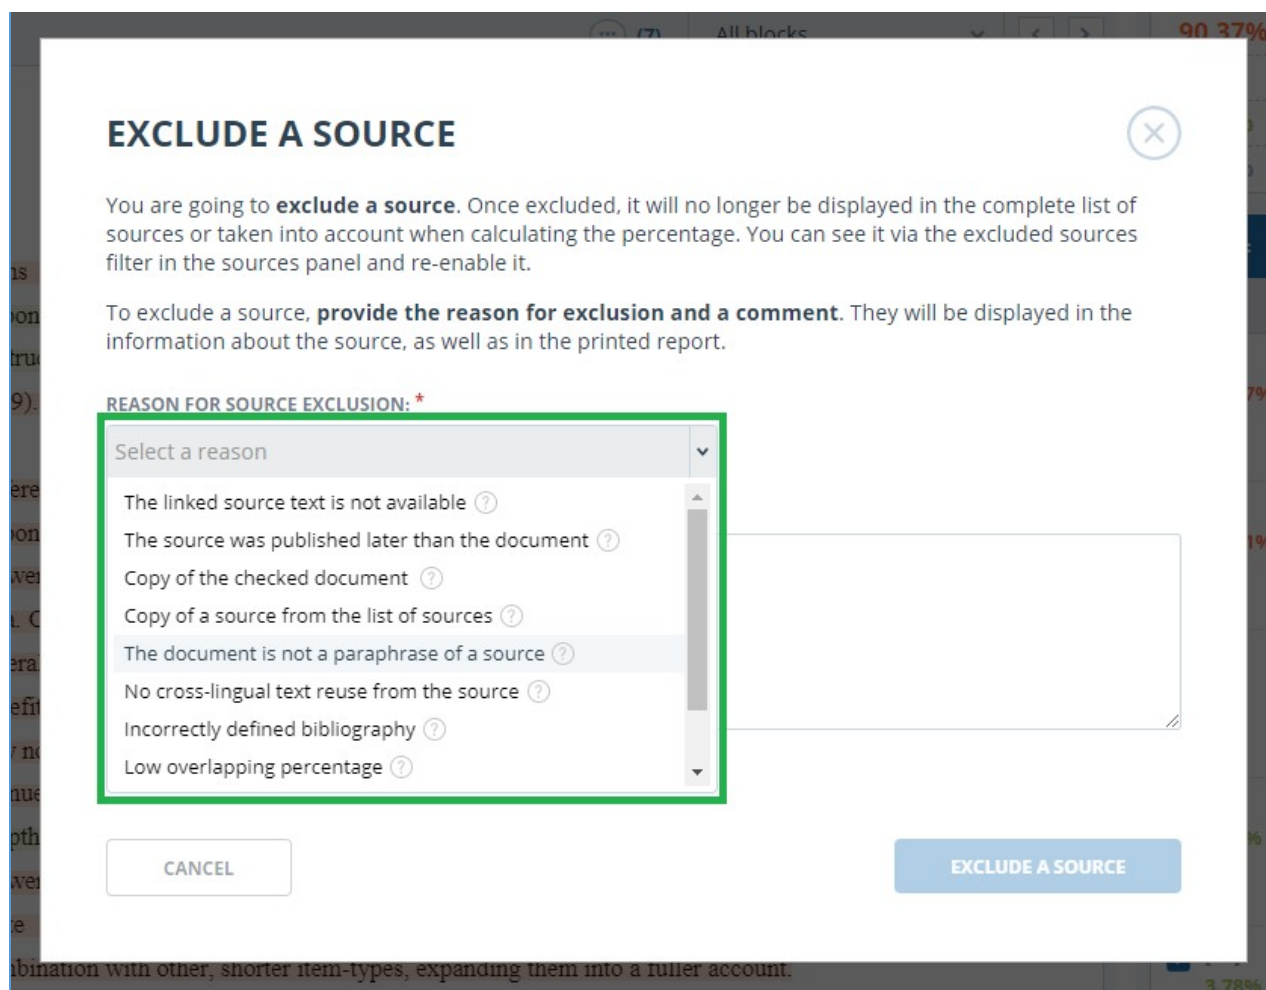 (7) All blocks 90.37%
EXCLUDE A SOURCE
You are going to exclude a source. Once excluded, it will no longer be displayed in the complete list of
sources or taken into account when calculating the percentage. You can see it via the excluded sources
filter in the sources panel and re-enable it.
To exclude a source, provide the reason for exclusion and a comment. They will be displayed in the
information about the source, as well as in the printed report.
REASON FOR SOURCE EXCLUSION: *
Select a reason
The linked source text is not available ?
The source was published later than the document ?
Copy of the checked document ?
Copy of a source from the list of sources ?
The document is not a paraphrase of a source ?
No cross-lingual text reuse from the source ?
Incorrectly defined bibliography ?
Low overlapping percentage ?
CANCEL
EXCLUDE A SOURCE
with other, shorter item-types, expanding them into a fuller account.
3.78%